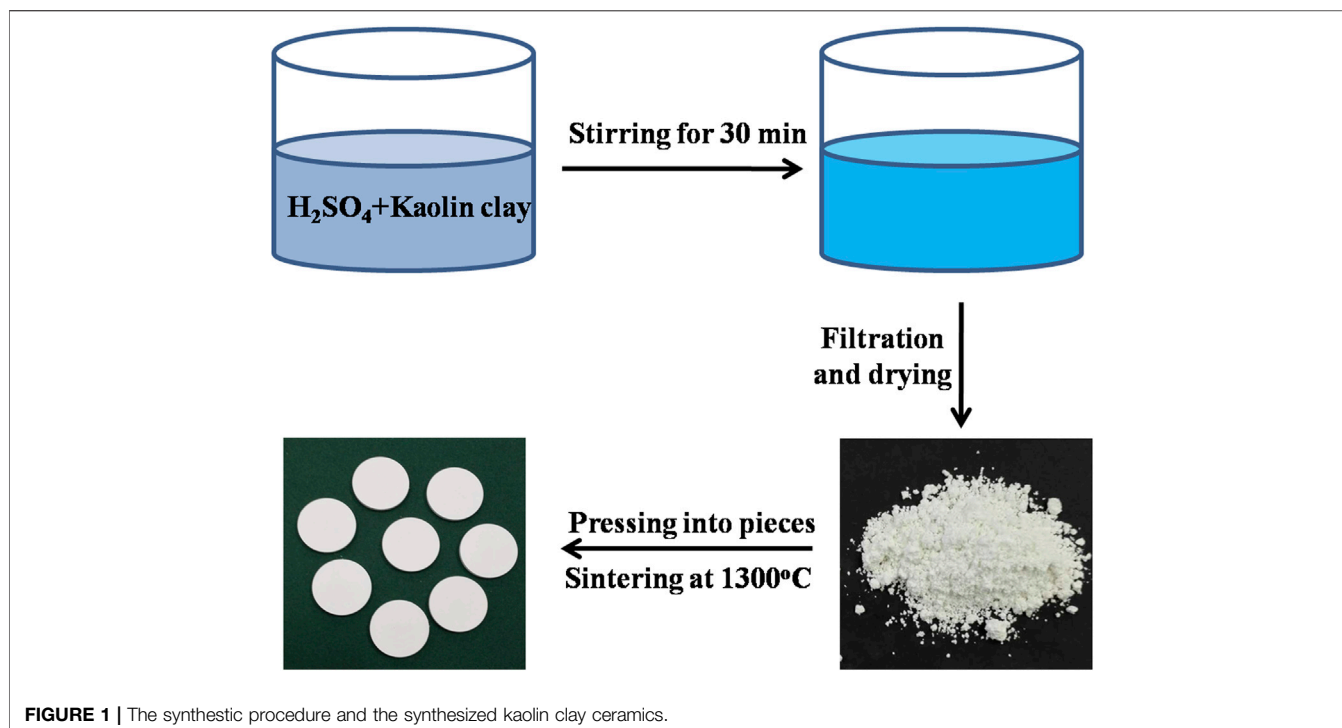 Stirring for 30 min
H₂SO₄+Kaolin clay
Filtration
and drying
Pressing into pieces
Sintering at 1300°C
FIGURE 1 | The synthestic procedure and the synthesized kaolin clay ceramics.